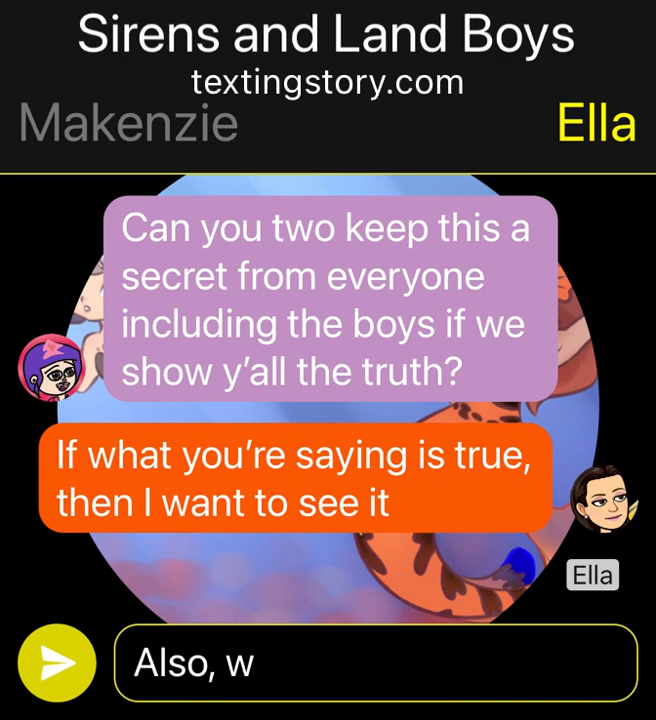 Sirens and Land Boys
textingstory.com
Makenzie Ella
Can you two keep this a
secret from everyone
including the boys if we
show y’all the truth?
If what you’re saying is true,
then I want to see it
Ella
Also, w